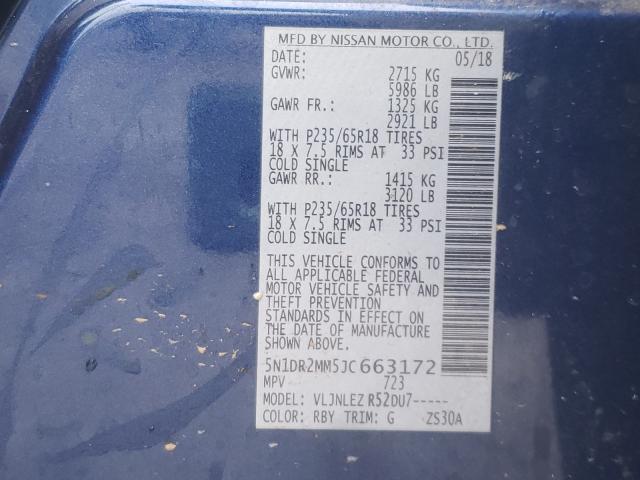 MFD BY NISSAN MOTOR CO., LTD.
DATE: 05/18
GVWR: 2715 KG
5986 LB
GAWR FR.: 1325 KG
2921 LB
WITH P235/65R18 TIRES
18 X 7.5 RIMS AT 33 PSI
COLD SINGLE
GAWR RR.: 1415 KG
3120 LB
WITH P235/65R18 TIRES
18 X 7.5 RIMS AT 33 PSI
COLD SINGLE
THIS VEHICLE CONFORMS TO
ALL APPLICABLE FEDERAL
MOTOR VEHICLE SAFETY AND
THEFT PREVENTION
STANDARDS IN EFFECT ON
THE DATE OF MANUFACTURE
SHOWN ABOVE.
5N1DR2MM5JC663172
MPV 723
MODEL: VLJNLEZ R52DU7-----
COLOR: RBY TRIM: G ZS30A